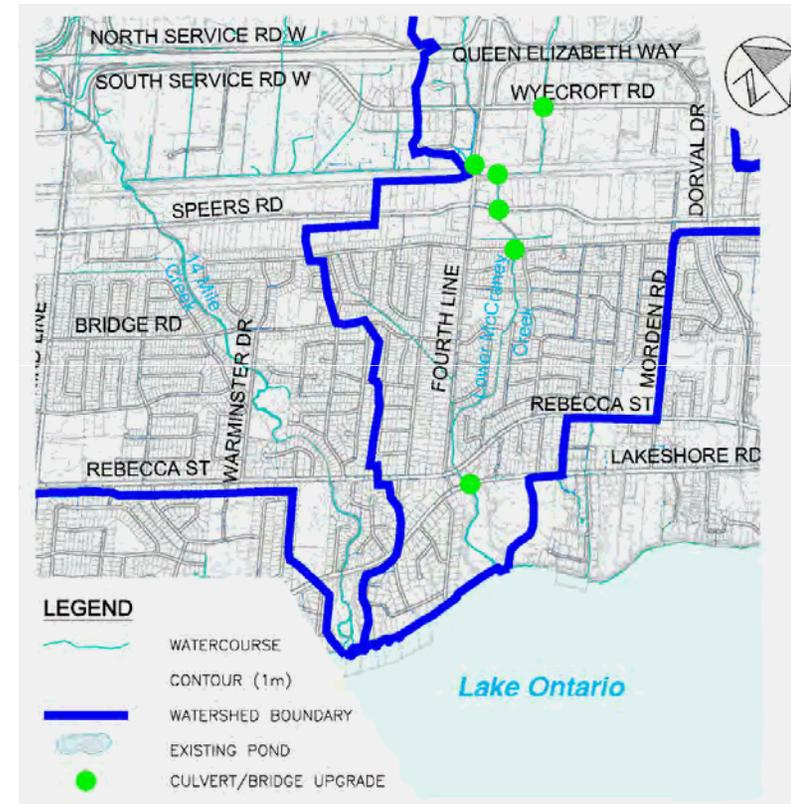 NORTH SERVICE RD W
QUEEN ELIZABETH WAY
SOUTH SERVICE RD W
WYECROFT RD
DORVAL DR
SPEERS RD
14 Mile
Creek
FOURTH LINE
Lower McCraney
Creek
MORDEN RD
BRIDGE RD
WARMINSTER DR
LINE
REBECCA ST
REBECCA ST
LAKESHORE RD
LEGEND
WATERCOURSE
CONTOUR (1m)
WATERSHED BOUNDARY
EXISTING POND
CULVERT/BRIDGE UPGRADE
Lake Ontario
N